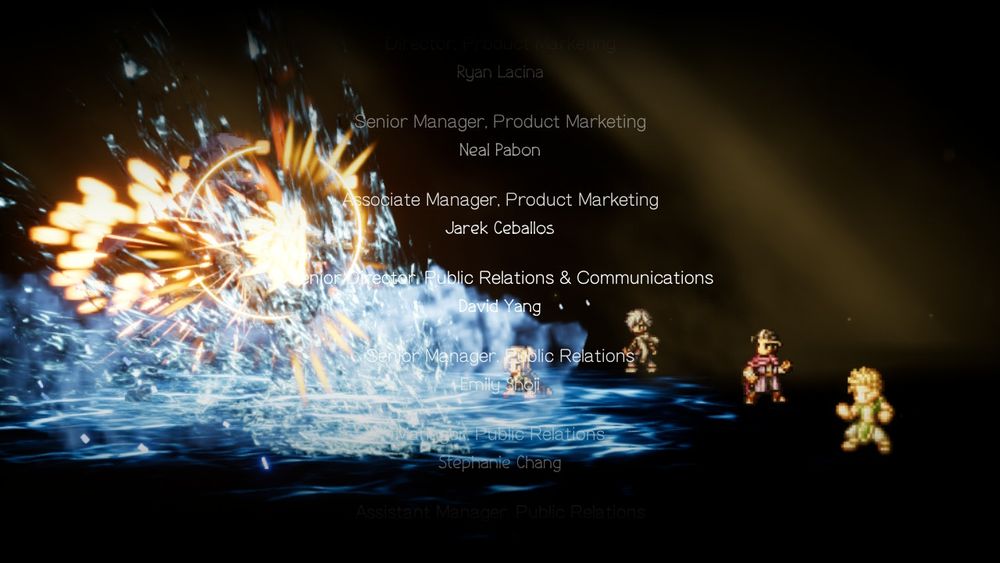 Director, Product Marketing
Ryan Lacina
Senior Manager, Product Marketing
Neal Pabon
Associate Manager, Product Marketing
Jarek Ceballos
Senior Director, Public Relations & Communications
David Yang
Senior Manager, Public Relations
Emily Shoji
Manager, Public Relations
Stephanie Chang
Assistant Manager, Public Relations